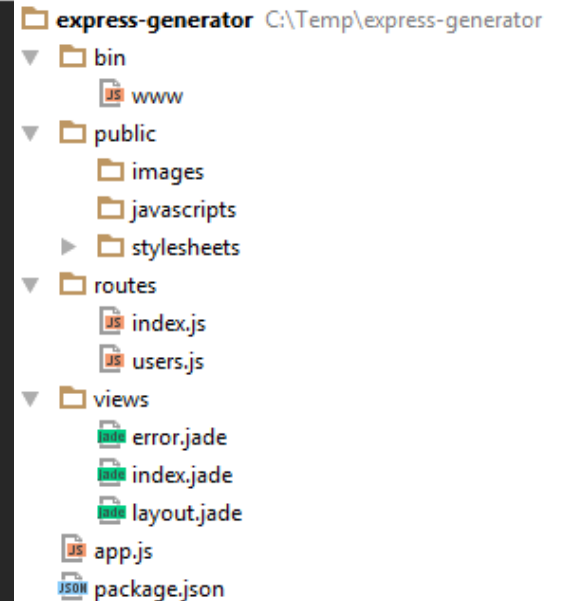 express-generator C:\Temp\express-generator
bin
JS www
public
images
javascripts
stylesheets
routes
JS index.js
JS users.js
views
jade error.jade
jade index.jade
jade layout.jade
JS app.js
JSON package.json